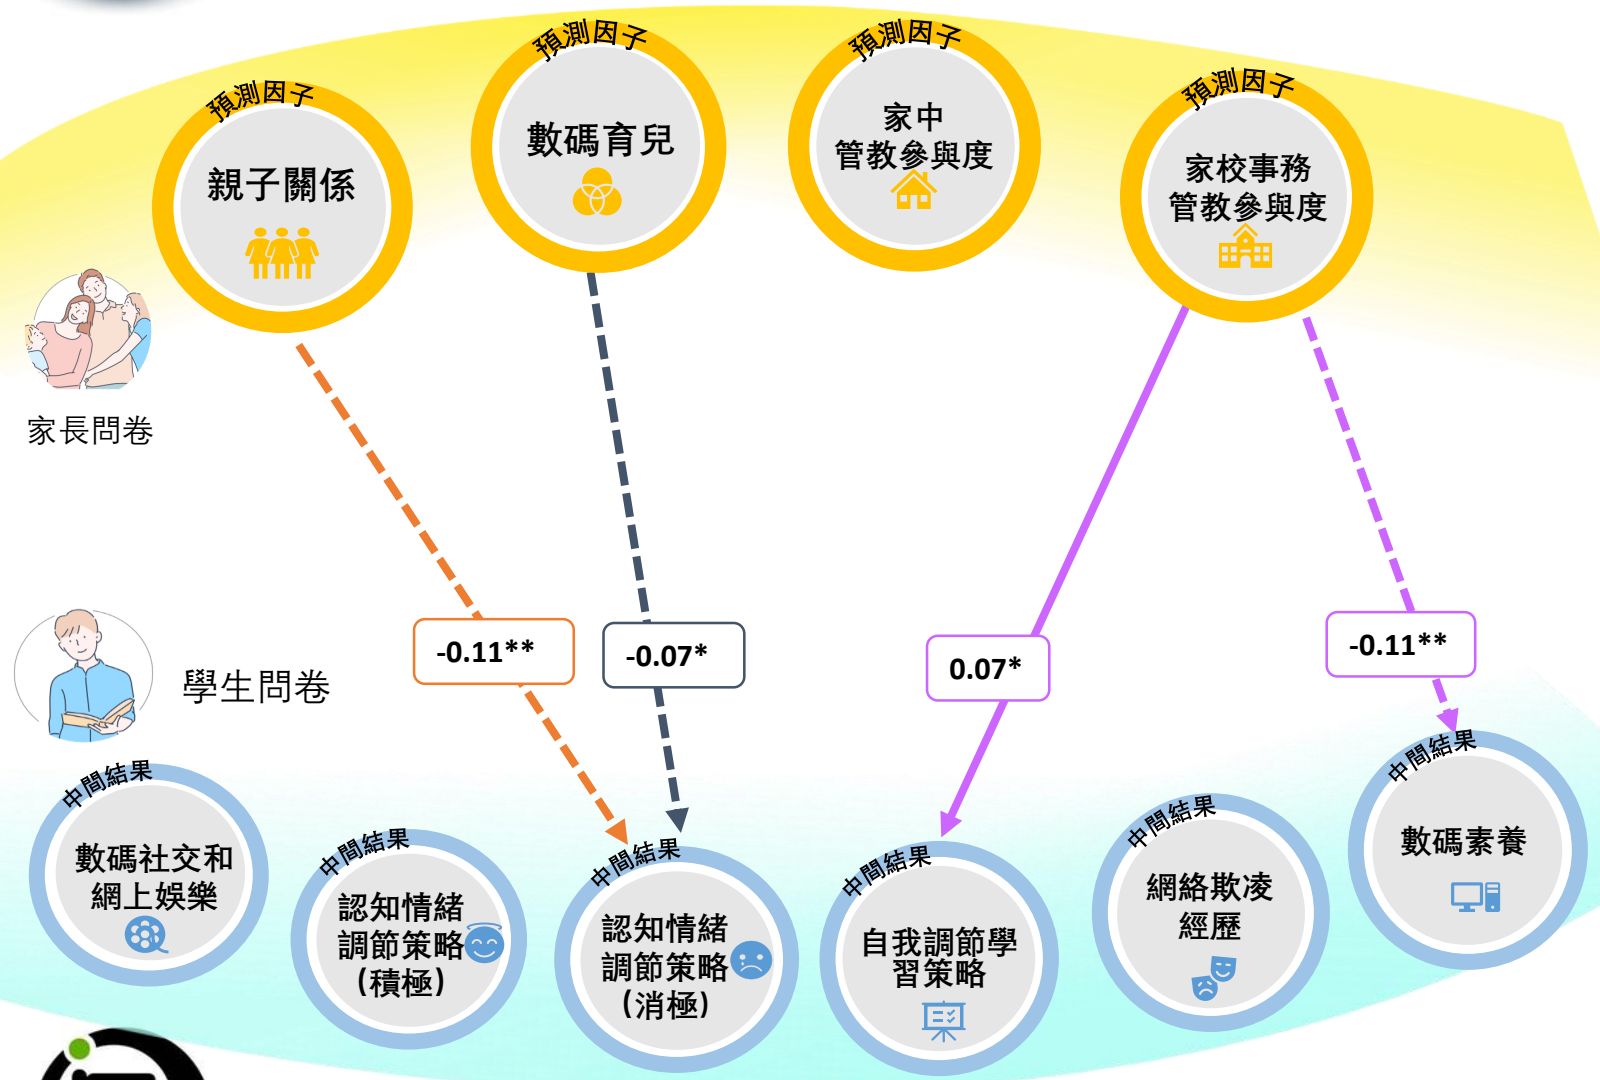 預測因子
親子關係
預測因子
數碼育兒
預測因子
家中
管教參與度
預測因子
家校事務
管教參與度
家長問卷
-0.11**
-0.07*
0.07*
-0.11**
學生問卷
中間結果
數碼社交和
網上娛樂
中間結果
認知情緒
調節策略
(積極)
中間結果
認知情緒
調節策略
(消極)
中間結果
自我調節學
習策略
中間結果
網絡欺凌
經歷
中間結果
數碼素養